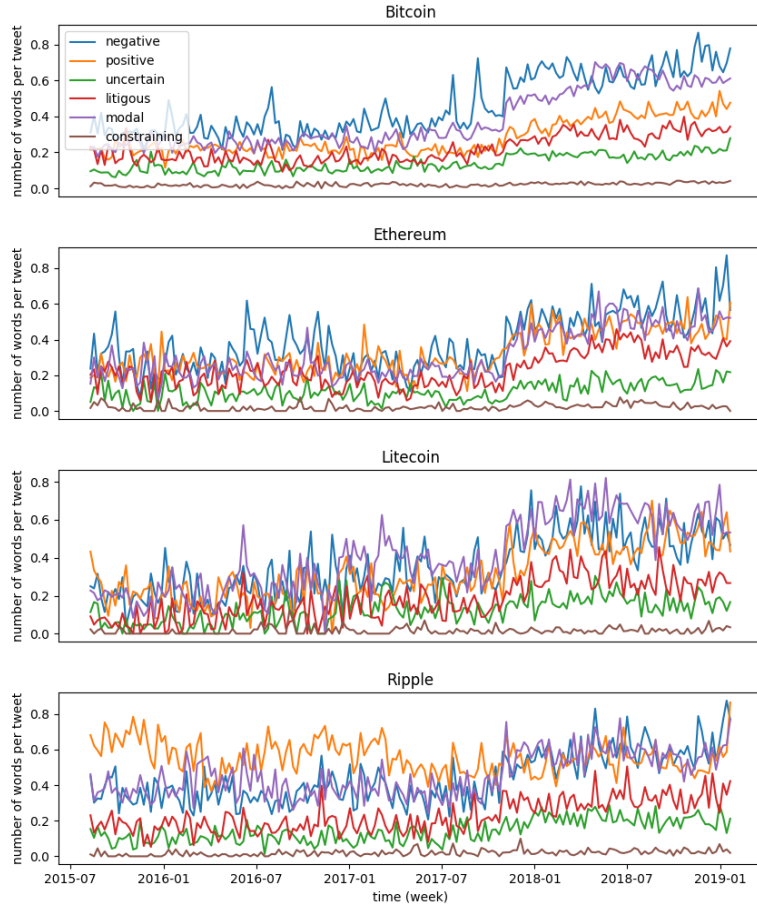 Bitcoin
number of words per tweet
0.8
0.6
0.4
0.2
0.0
negative
positive
uncertain
litigous
modal
constraining
Ethereum
number of words per tweet
0.8
0.6
0.4
0.2
0.0
Litecoin
number of words per tweet
0.8
0.6
0.4
0.2
0.0
Ripple
number of words per tweet
0.8
0.6
0.4
0.2
0.0
2015-07 2016-01 2016-07 2017-01 2017-07 2018-01 2018-07 2019-01
time (week)